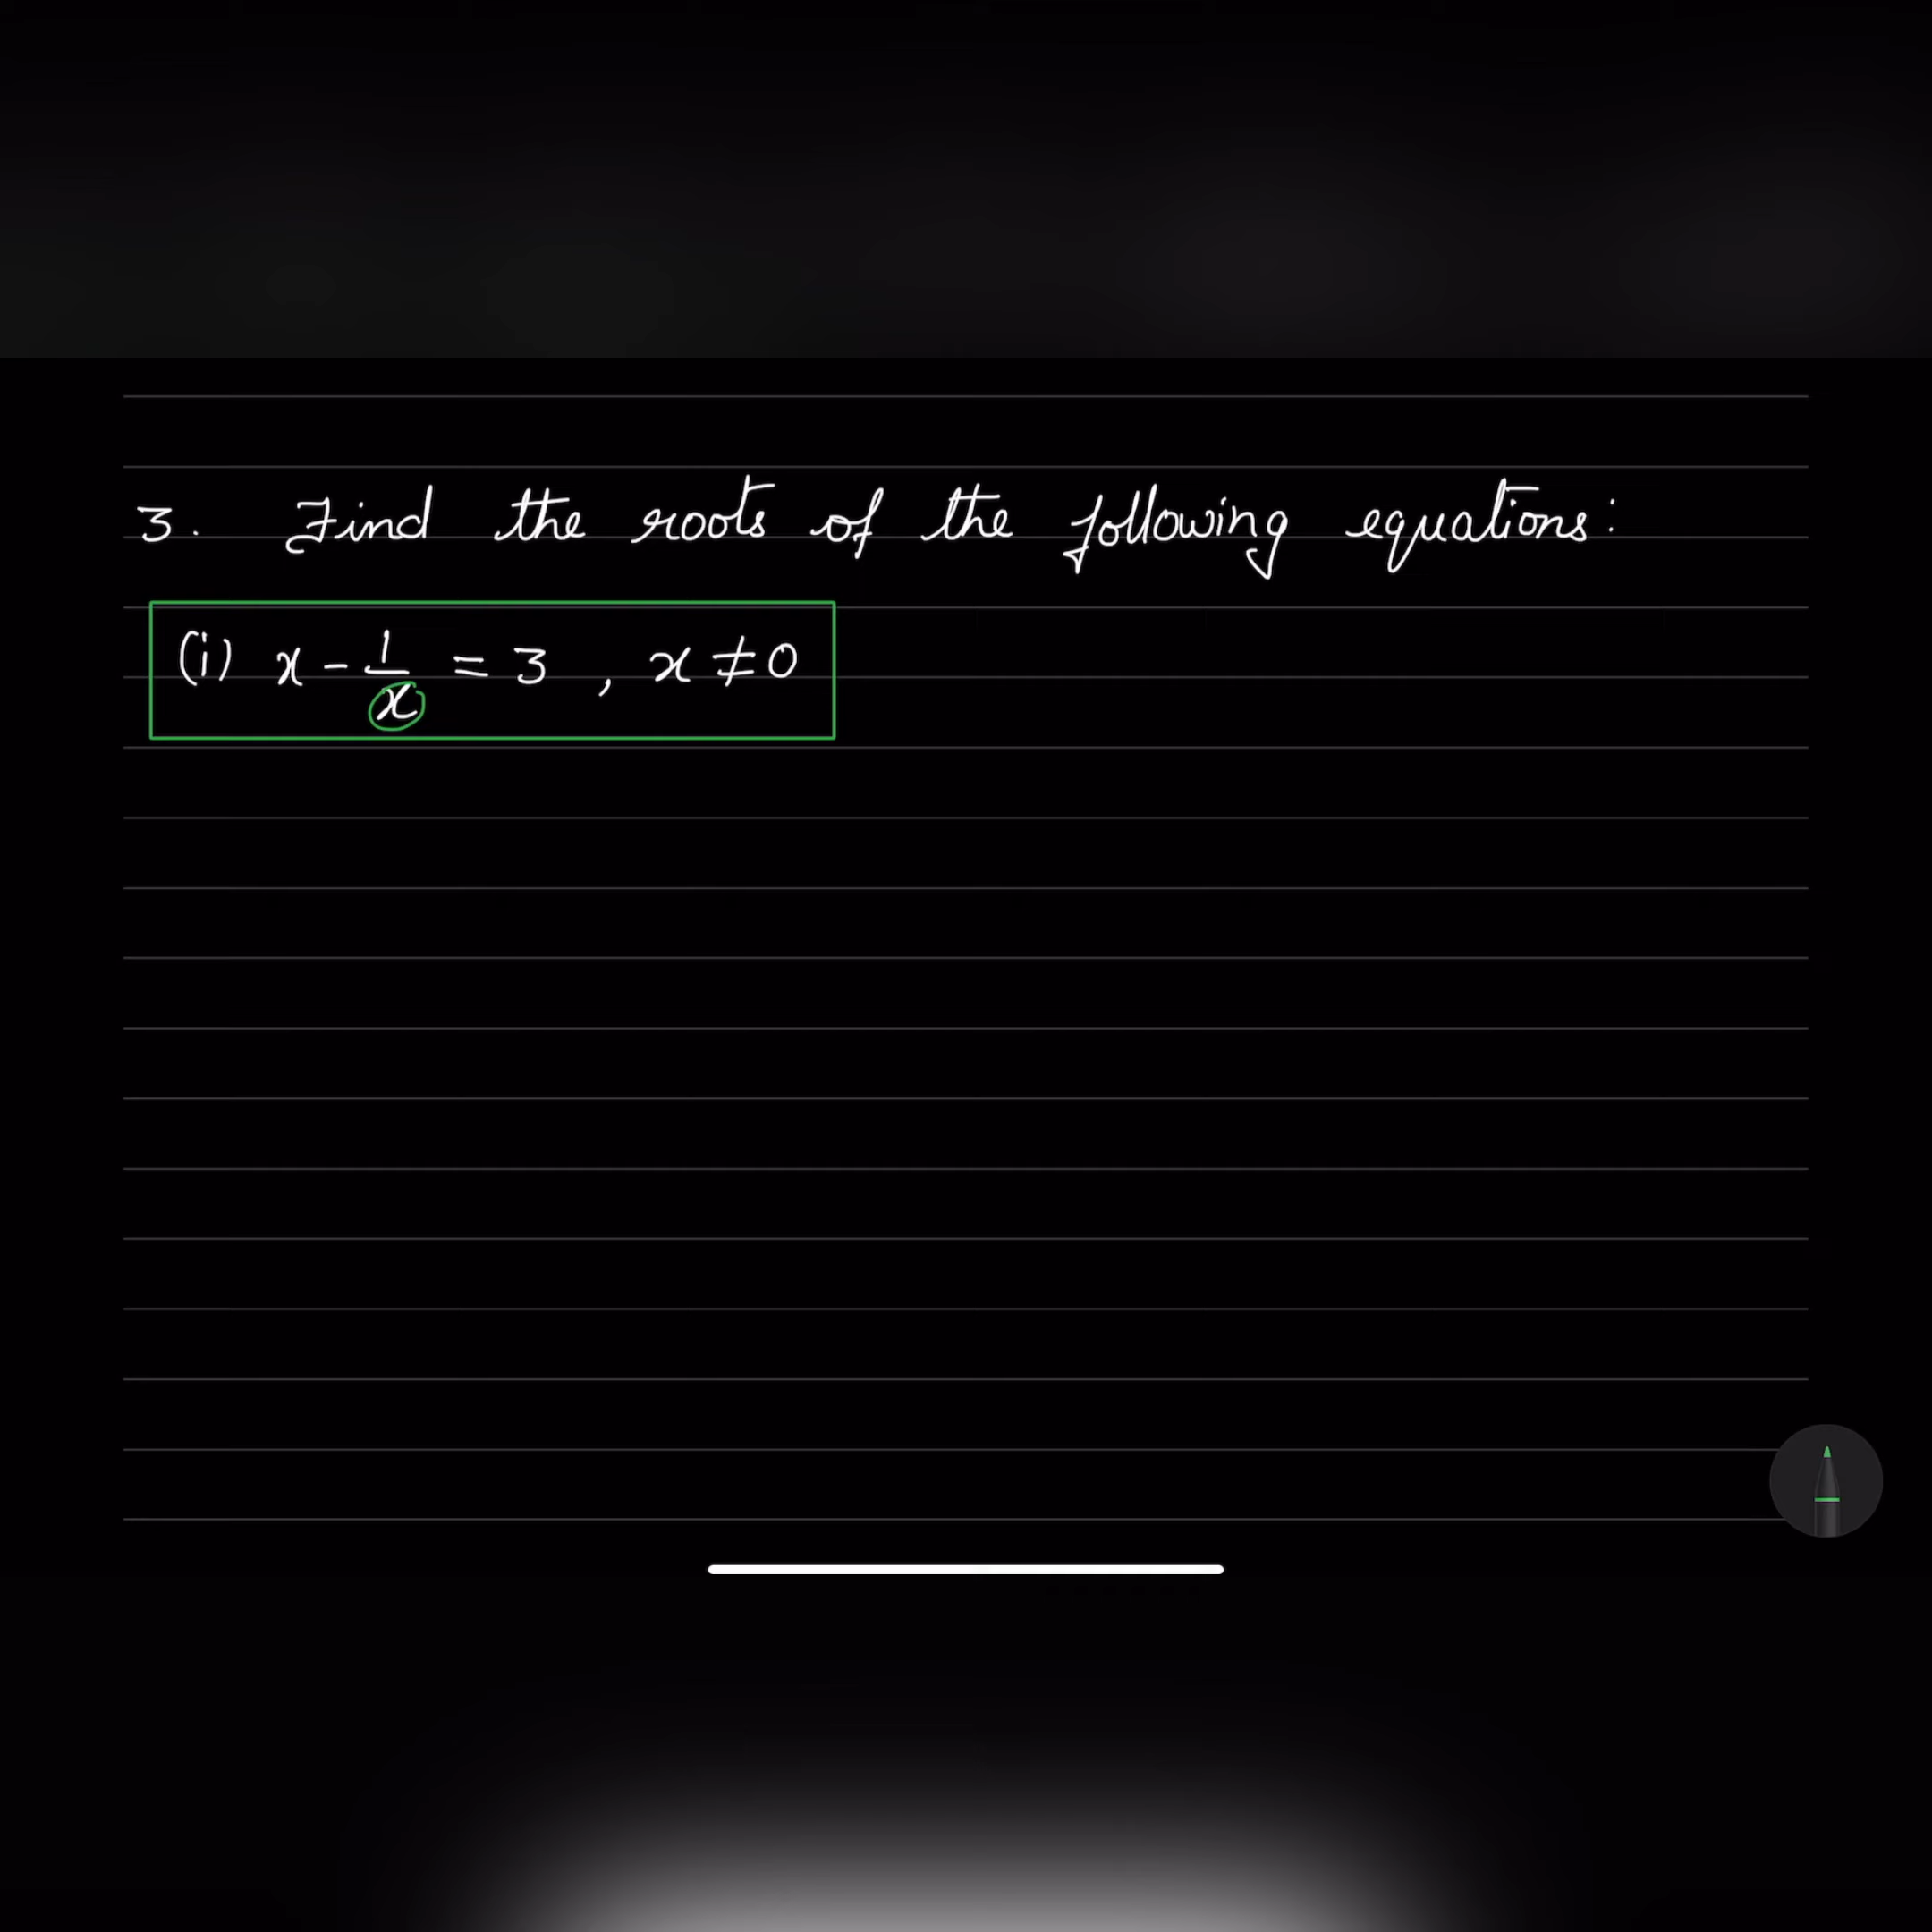 3. Find the roots of the following equations:
(i) x - 1/x = 3 , x ≠ 0